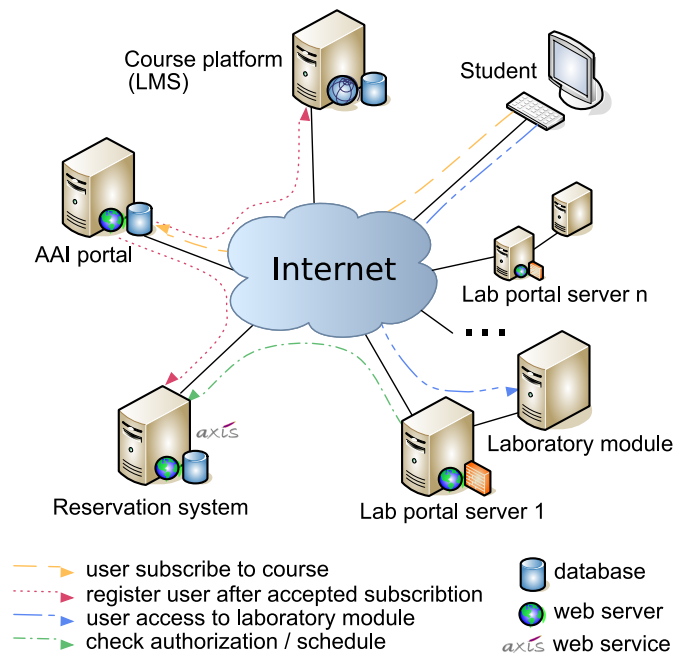 Course platform
(LMS)
Student
AAI portal
Internet
Lab portal server n
...
Laboratory module
axis
Reservation system
Lab portal server 1
user subscribe to course
register user after accepted subscribtion
user access to laboratory module
check authorization / schedule
database
web server
axis web service